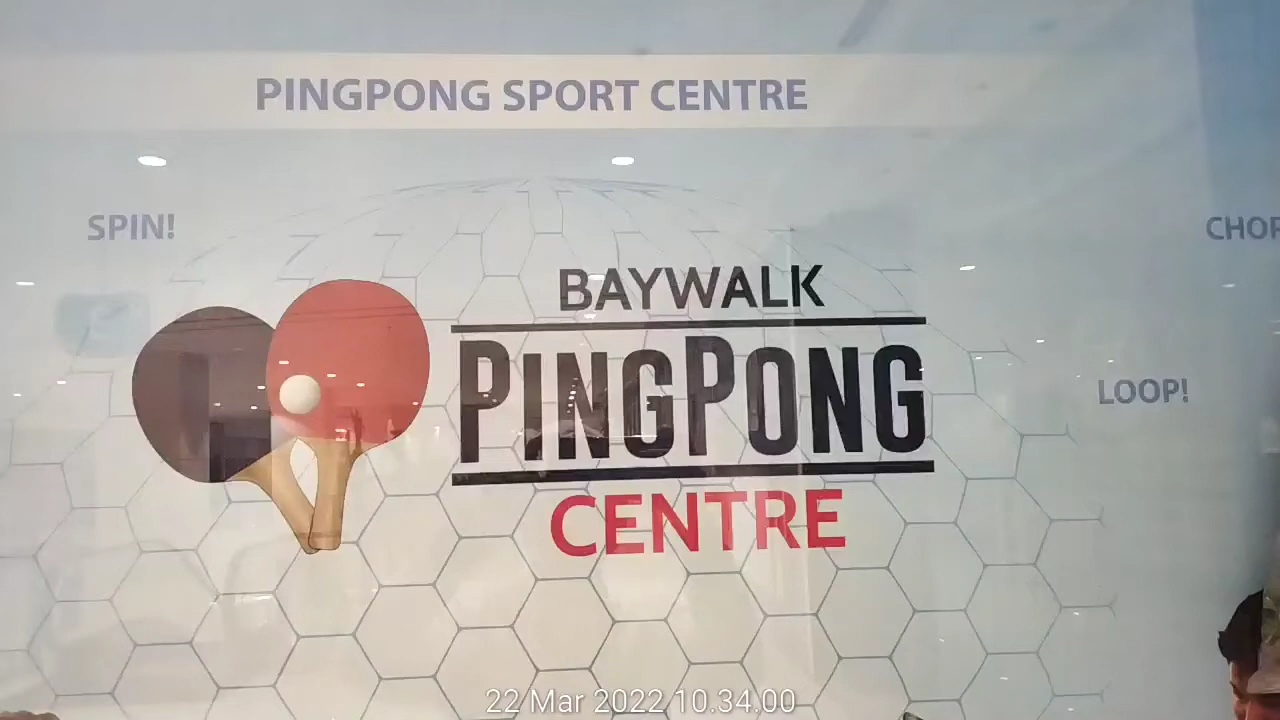 PINGPONG SPORT CENTRE
SPIN!
CHOP
BAYWALK
PINGPONG
CENTRE
LOOP!
22 Mar 2022 10.34.00